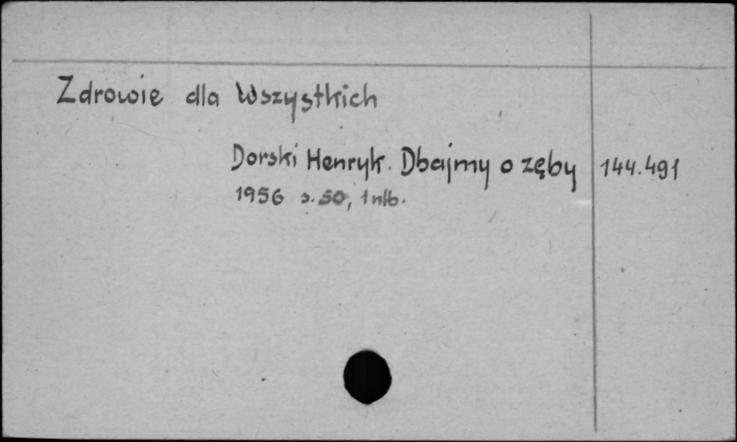 Zdrowie dla Wszystkich
Dorski Henryk. Dbajmy o zęby 144.491
1956 s. 50, 1 nlb.